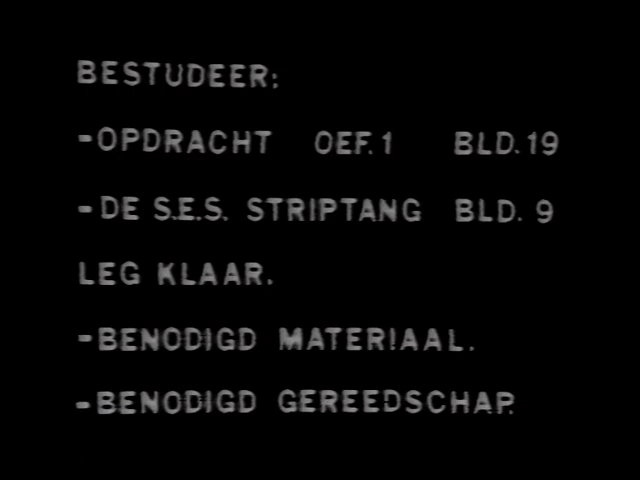 BESTUDEER:
-OPDRACHT OEF.1 BLD.19
-DE S.E.S. STRIPTANG BLD. 9
LEG KLAAR.
-BENODIGD MATERIAAL.
-BENODIGD GEREEDSCHAP.